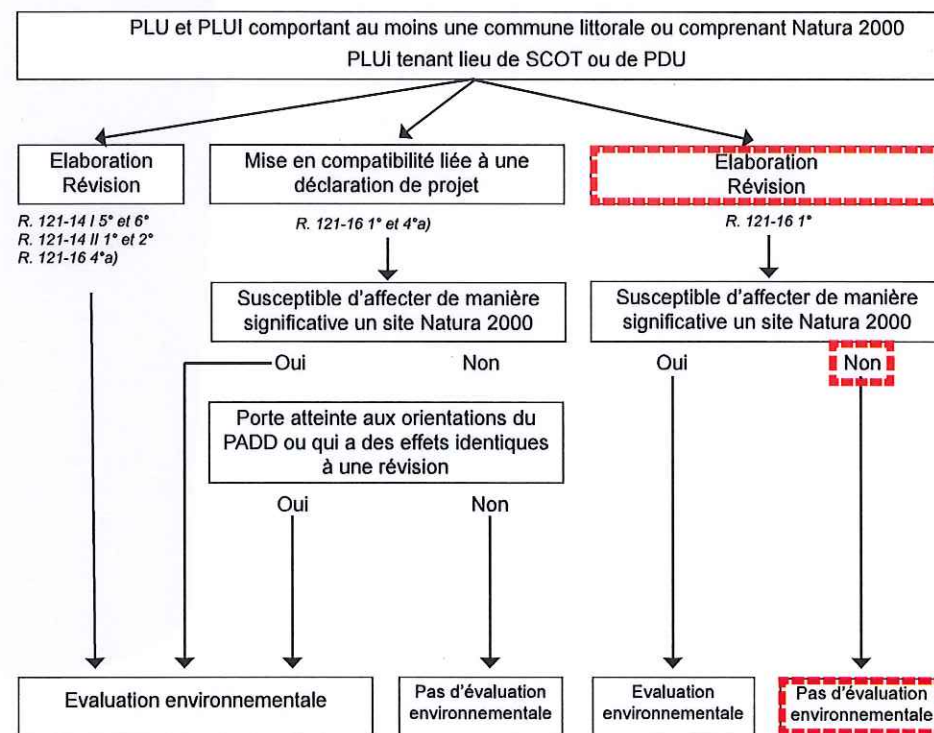 PLU et PLUI comportant au moins une commune littorale ou comprenant Natura 2000
PLUi tenant lieu de SCOT ou de PDU
Elaboration
Révision
R. 121-14 I 5° et 6°
R. 121-14 II 1° et 2°
R. 121-16 4°a)
Mise en compatibilité liée à une
déclaration de projet
R. 121-16 1° et 4°a)
Elaboration
Révision
R. 121-16 1°
Susceptible d'affecter de manière
significative un site Natura 2000
Oui
Non
Susceptible d'affecter de manière
significative un site Natura 2000
Oui
Non
Porte atteinte aux orientations du
PADD ou qui a des effets identiques
à une révision
Oui
Non
Evaluation environnementale
Pas d'évaluation
environnementale
Evaluation
environnementale
Pas d'évaluation
environnementale